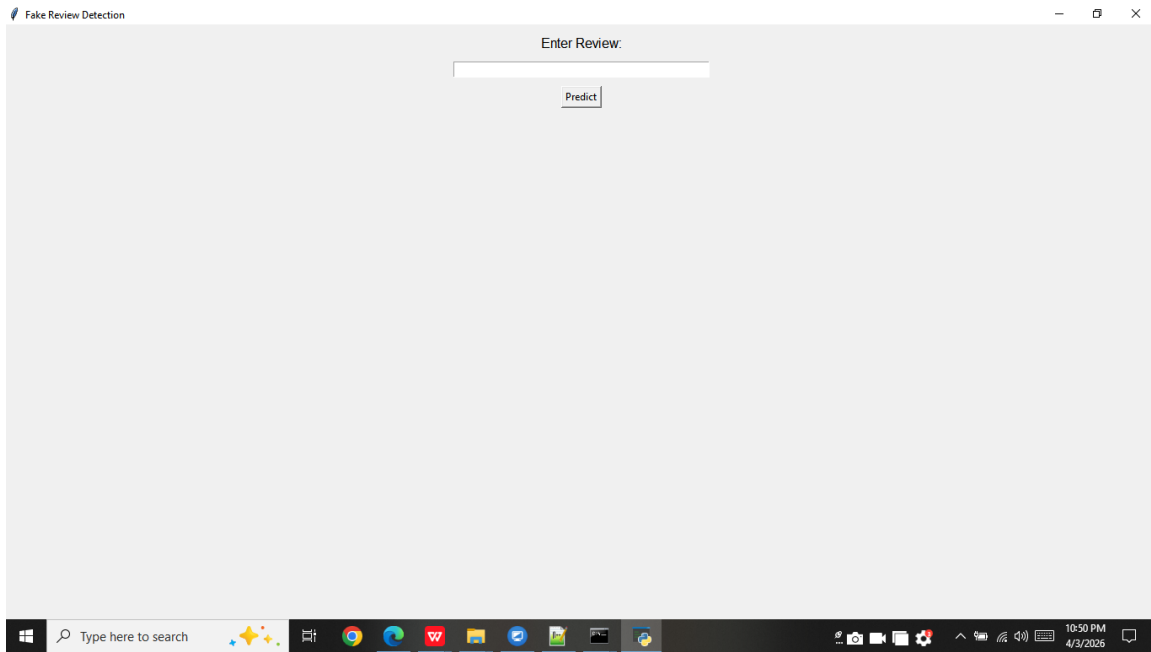 Fake Review Detection
Enter Review:
Predict
Type here to search
10:50 PM
4/3/2026